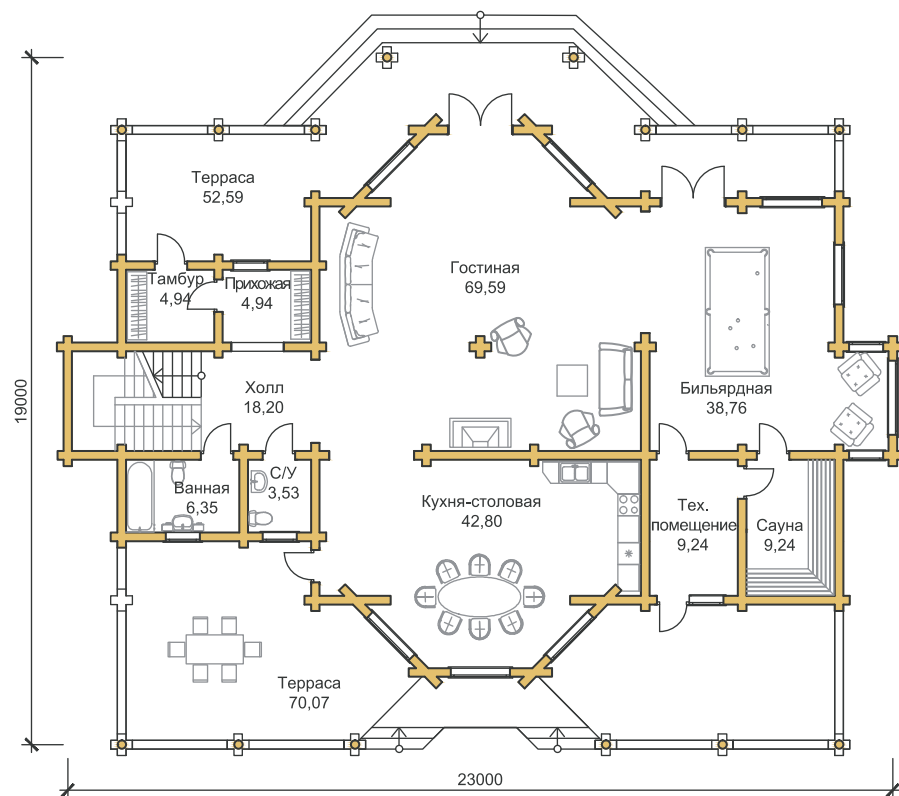 Терраса
52,59
Тамбур
4,94
Прихожая
4,94
Гостиная
69,59
19000
Холл
18,20
Бильярдная
38,76
Ванная
6,35
С/У
3,53
Кухня-столовая
42,80
Тех.
помещение
9,24
Сауна
9,24
Терраса
70,07
23000